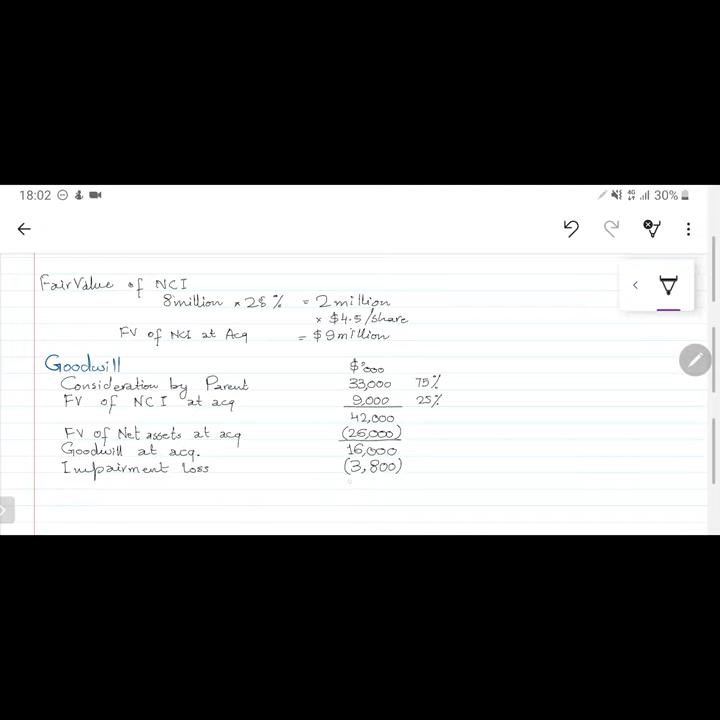 18:02 4G 30%
Fair Value of NCI
8 million × 25 % = 2 million
× $4.5/share
FV of NCI at Acq = $9 million
Goodwill $'000
Consideration by Parent 33,000 75%
FV of NCI at acq 9,000 25%
42,000
FV of Net assets at acq (26,000)
Goodwill at acq. 16,000
Impairment Loss (3,800)